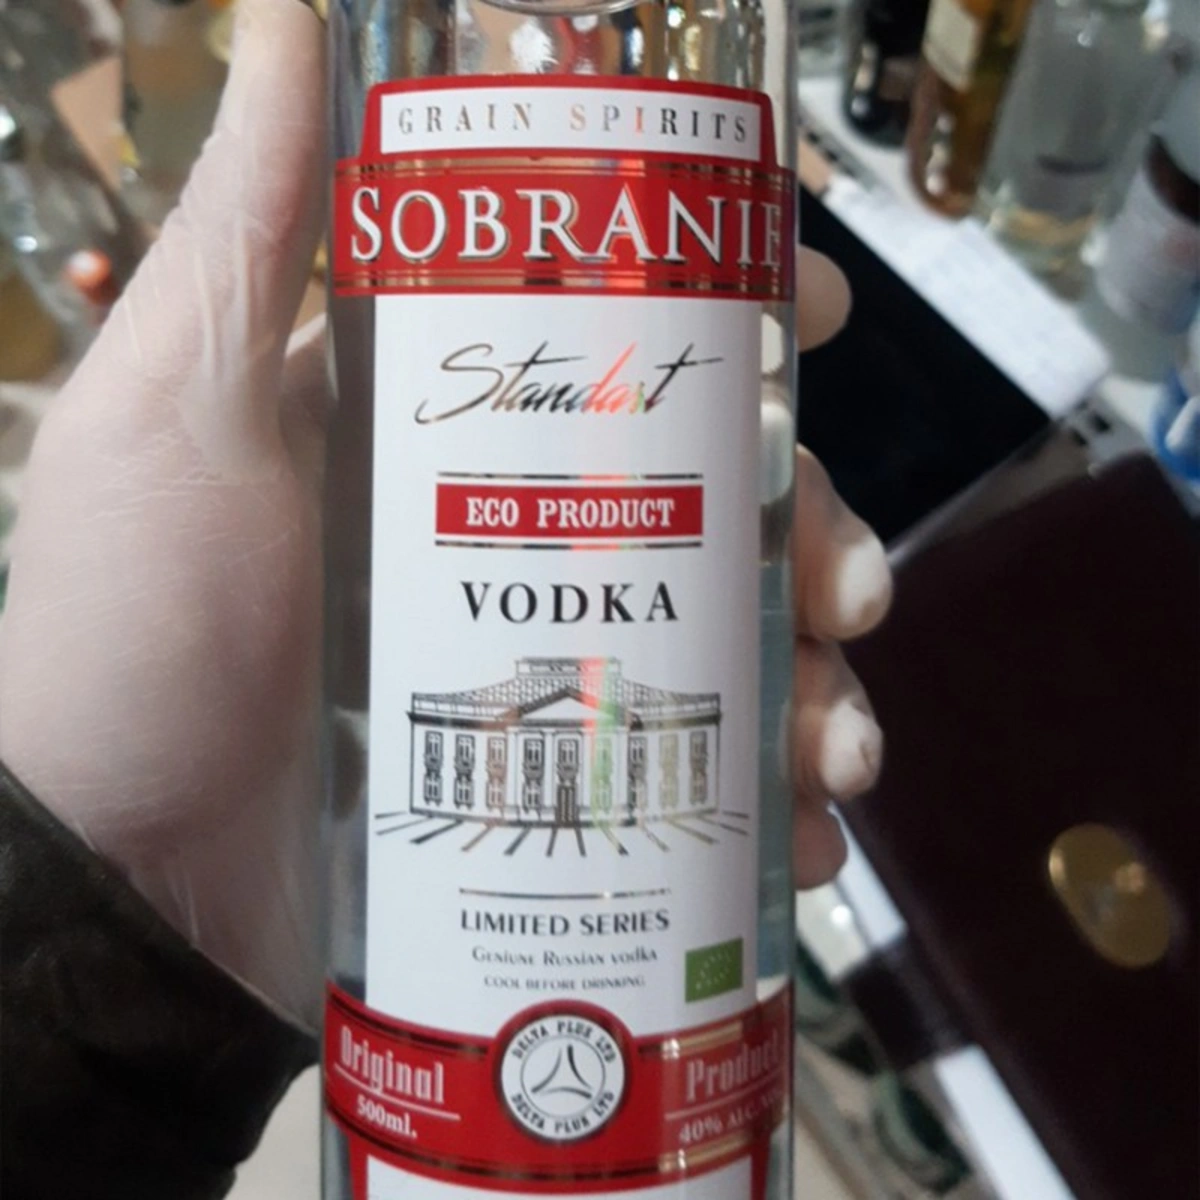 GRAIN SPIRITS
SOBRANIE
Standart
ECO PRODUCT
VODKA
LIMITED SERIES
Geniune Russian vodka
COOL BEFORE DRINKING
DELTA PLUS LTD
DELTA PLUS LTD
Original
500ml.
Product
40% ALC.